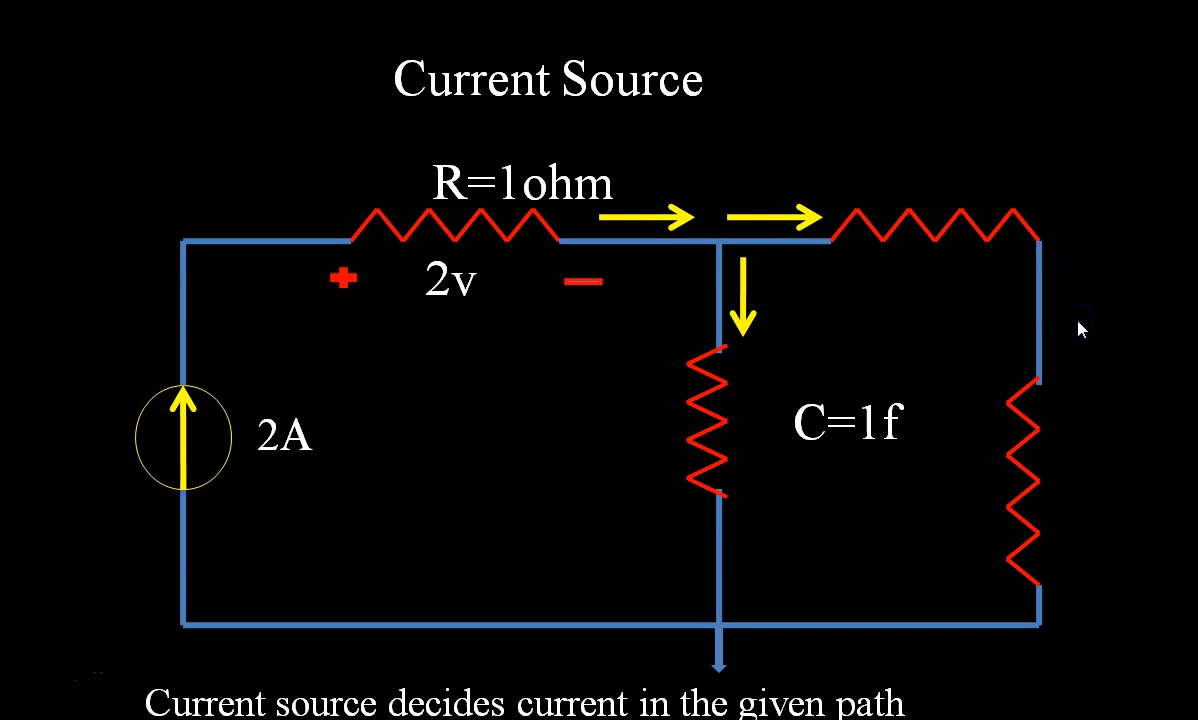 Current Source
R=1ohm
2v
2A
C=1f
Current source decides current in the given path